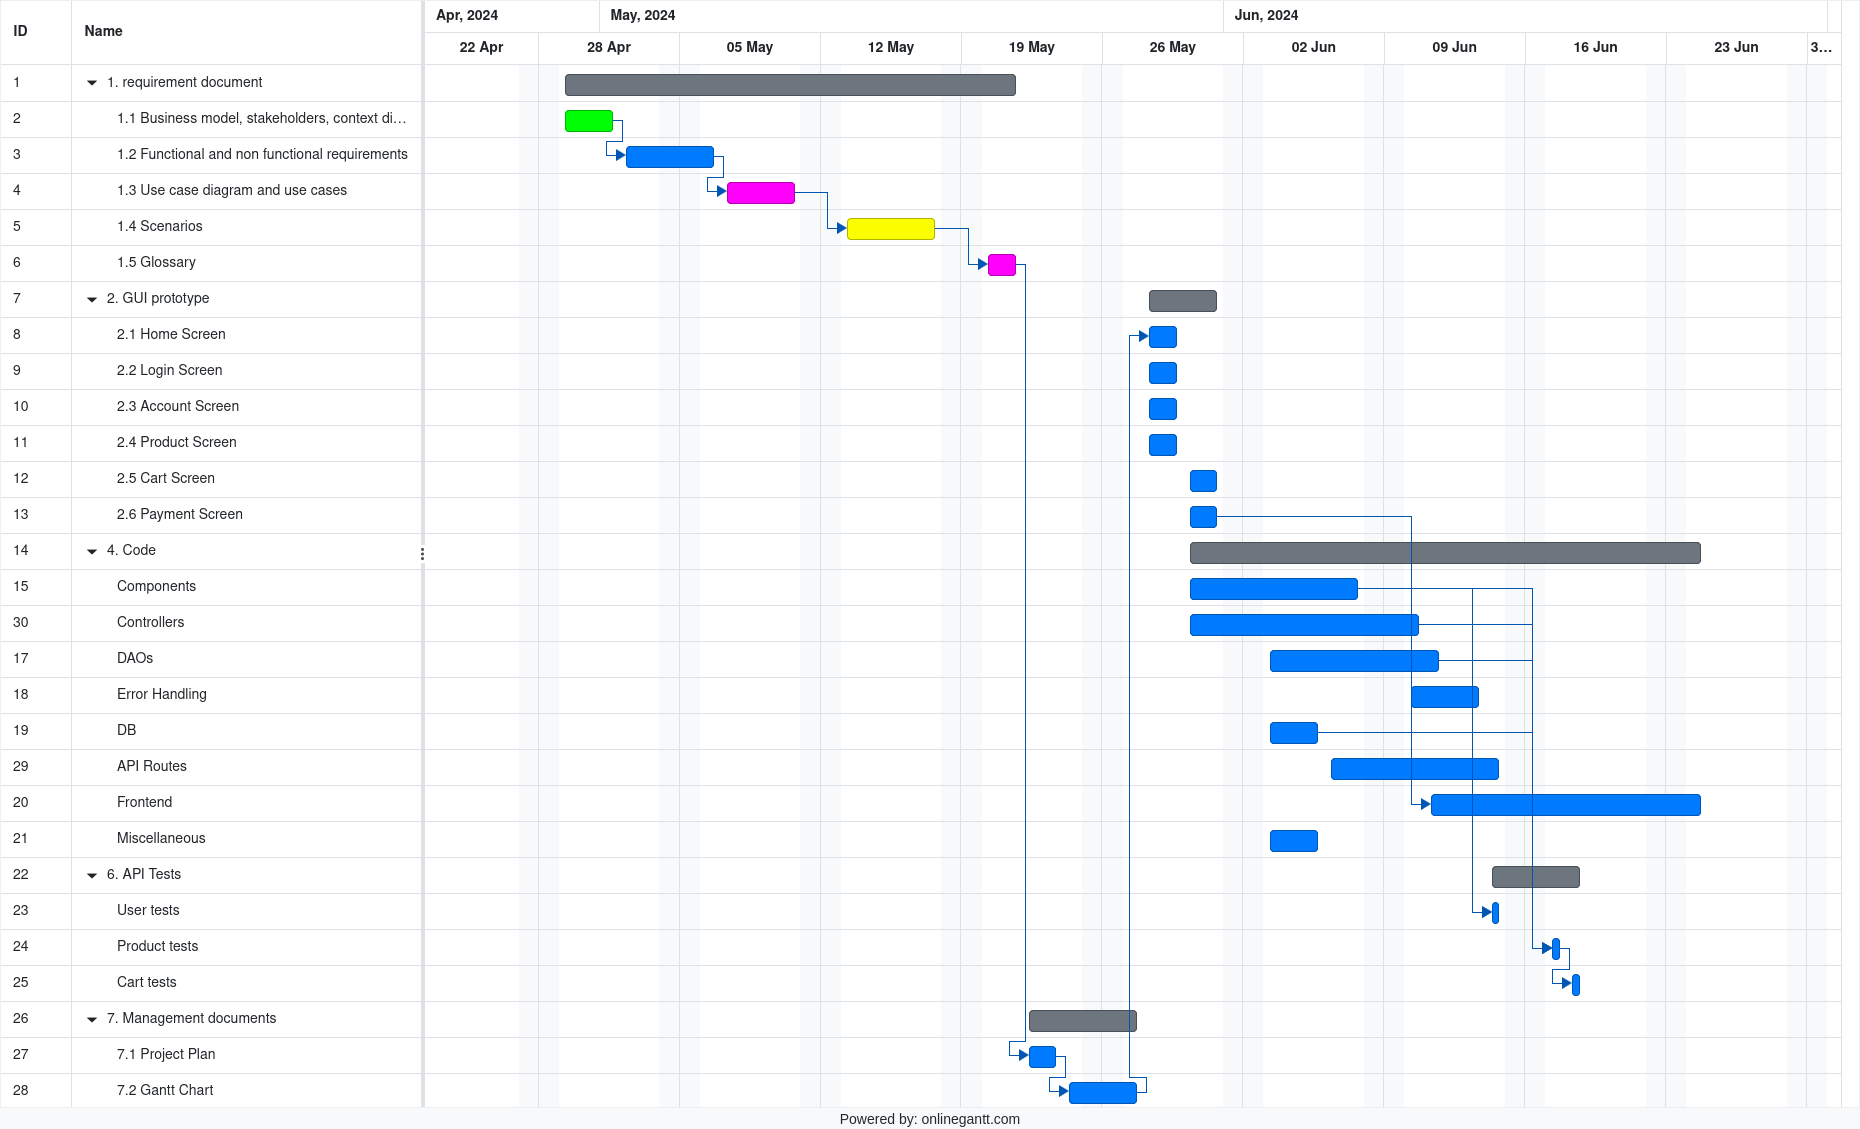 ID Name Apr, 2024 May, 2024 Jun, 2024
22 Apr 28 Apr 05 May 12 May 19 May 26 May 02 Jun 09 Jun 16 Jun 23 Jun 3...
1 1. requirement document
2 1.1 Business model, stakeholders, context di...
3 1.2 Functional and non functional requirements
4 1.3 Use case diagram and use cases
5 1.4 Scenarios
6 1.5 Glossary
7 2. GUI prototype
8 2.1 Home Screen
9 2.2 Login Screen
10 2.3 Account Screen
11 2.4 Product Screen
12 2.5 Cart Screen
13 2.6 Payment Screen
14 4. Code
15 Components
30 Controllers
17 DAOs
18 Error Handling
19 DB
29 API Routes
20 Frontend
21 Miscellaneous
22 6. API Tests
23 User tests
24 Product tests
25 Cart tests
26 7. Management documents
27 7.1 Project Plan
28 7.2 Gantt Chart
Powered by: onlinegantt.com